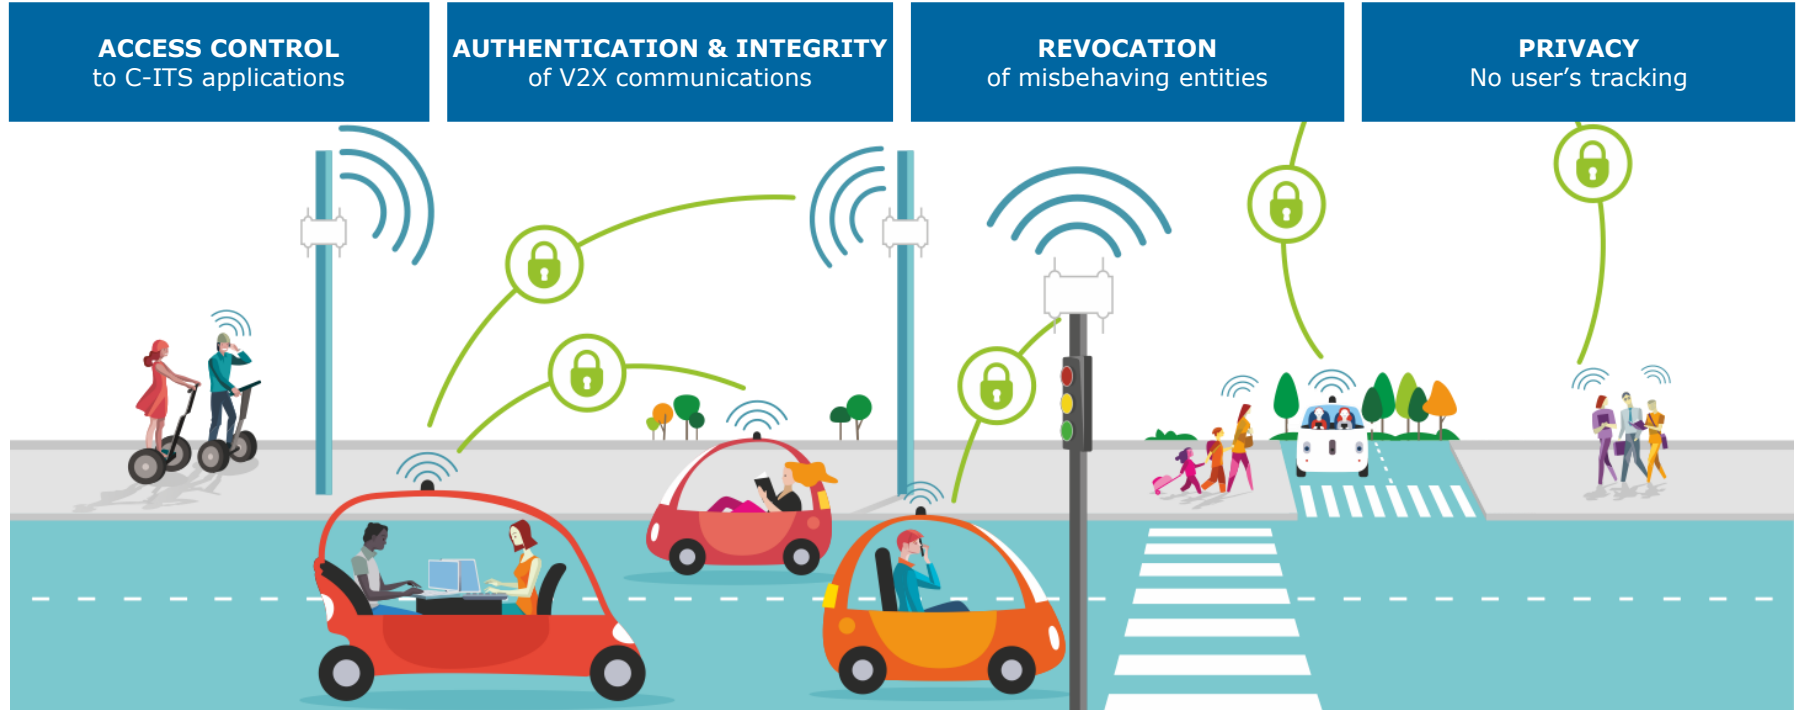 ACCESS CONTROL
to C-ITS applications
AUTHENTICATION & INTEGRITY
of V2X communications
REVOCATION
of misbehaving entities
PRIVACY
No user's tracking